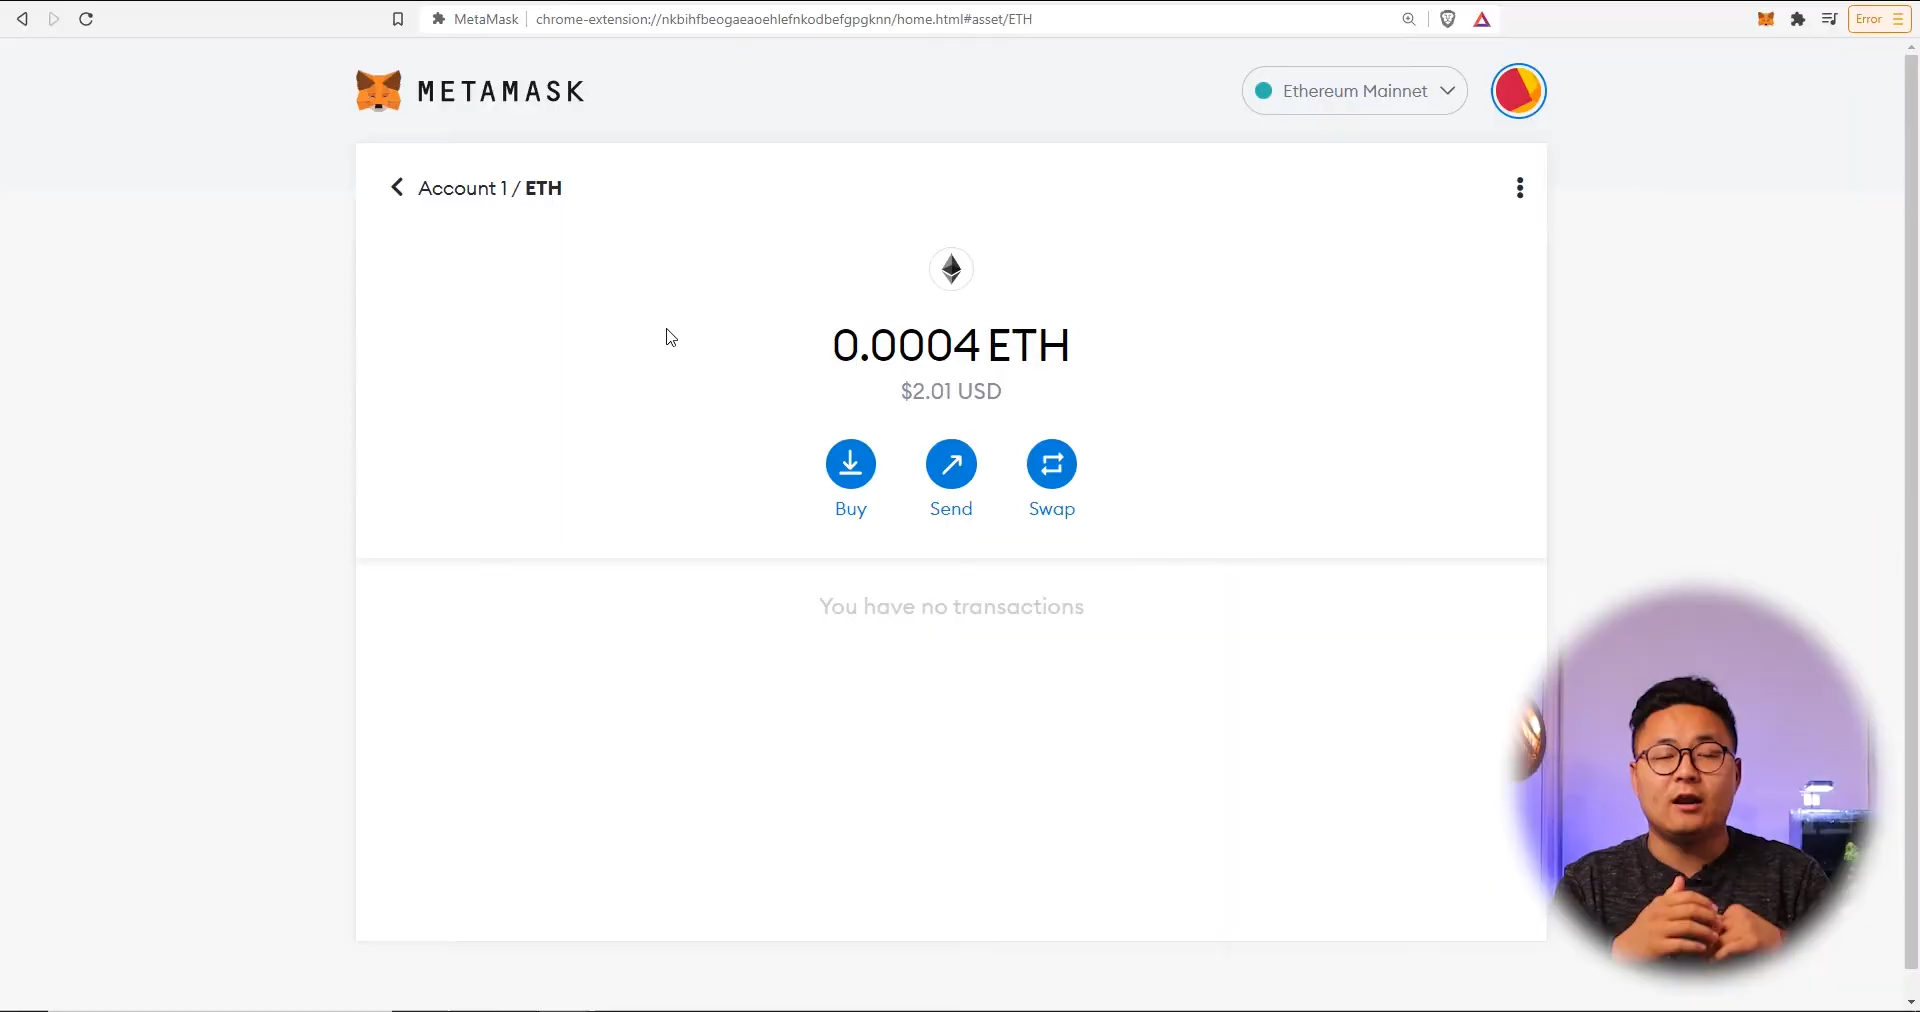 MetaMask
chrome-extension://nkbihfbeogaeaoehlefnkodbefgpgknn/home.html#asset/ETH
Error
METAMASK
Ethereum Mainnet
Account 1 / ETH
0.0004 ETH
$2.01 USD
Buy
Send
Swap
You have no transactions